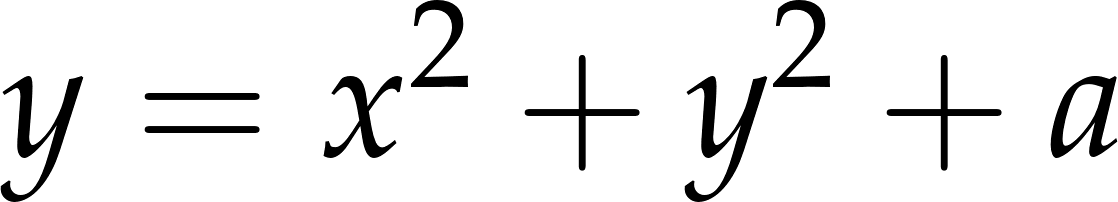 y = x² + y² + a